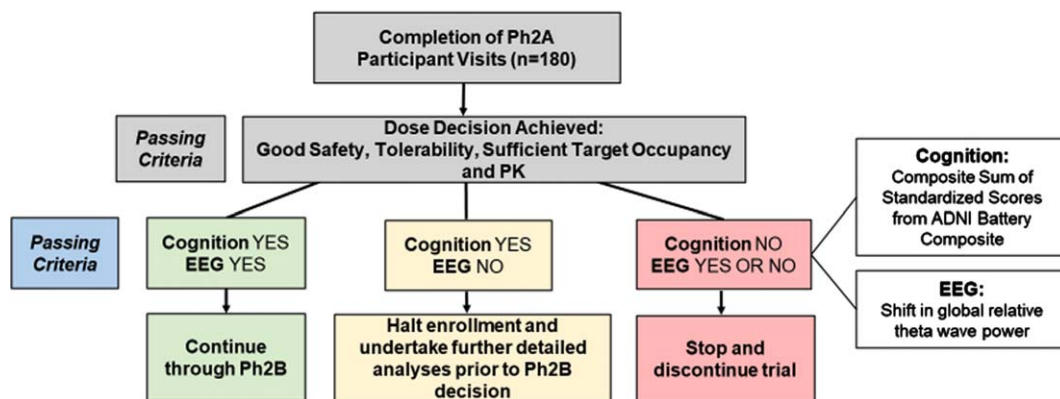 Completion of Ph2A
Participant Visits (n=180)
Passing
Criteria
Dose Decision Achieved:
Good Safety, Tolerability, Sufficient Target Occupancy
and PK
Cognition:
Composite Sum of
Standardized Scores
from ADNI Battery
Composite
Passing
Criteria
Cognition YES
EEG YES
Cognition YES
EEG NO
Cognition NO
EEG YES OR NO
EEG:
Shift in global relative
theta wave power
Continue
through Ph2B
Halt enrollment and
undertake further detailed
analyses prior to Ph2B
decision
Stop and
discontinue trial